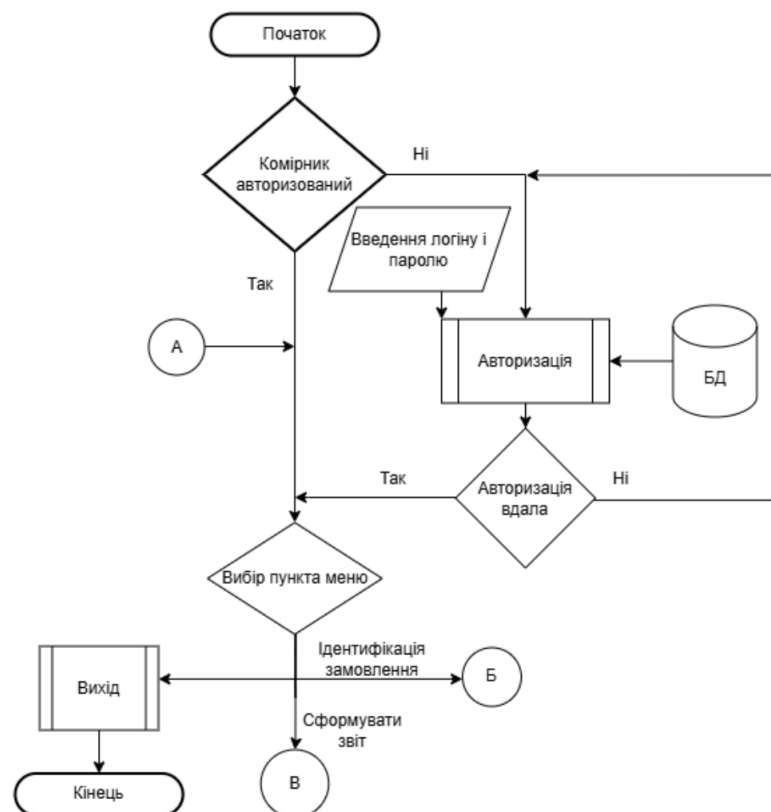 Початок
Комірник
авторизований
Ні
Введення логіну і
паролю
Так
А
Авторизація
БД
Так
Авторизація
вдала
Ні
Вибір пункта меню
Ідентифікація
замовлення
Вихід
Б
Сформувати
звіт
В
Кінець